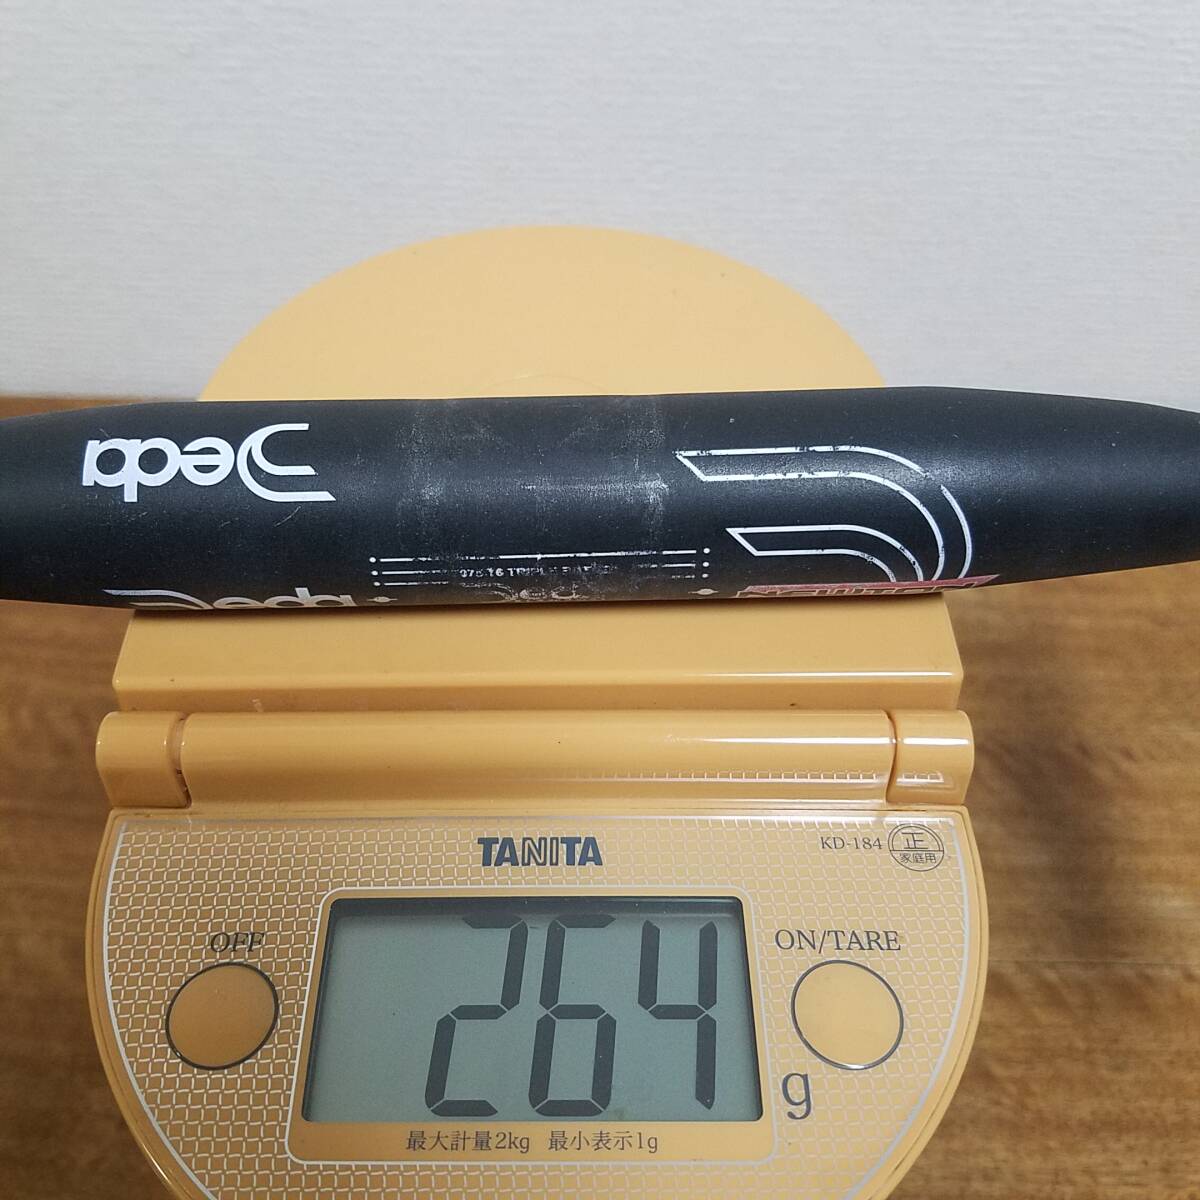 Deda
Deda
TANITA
KD-184
正
家庭用
OFF
ON/TARE
264
g
最大計量2kg 最小表示1g